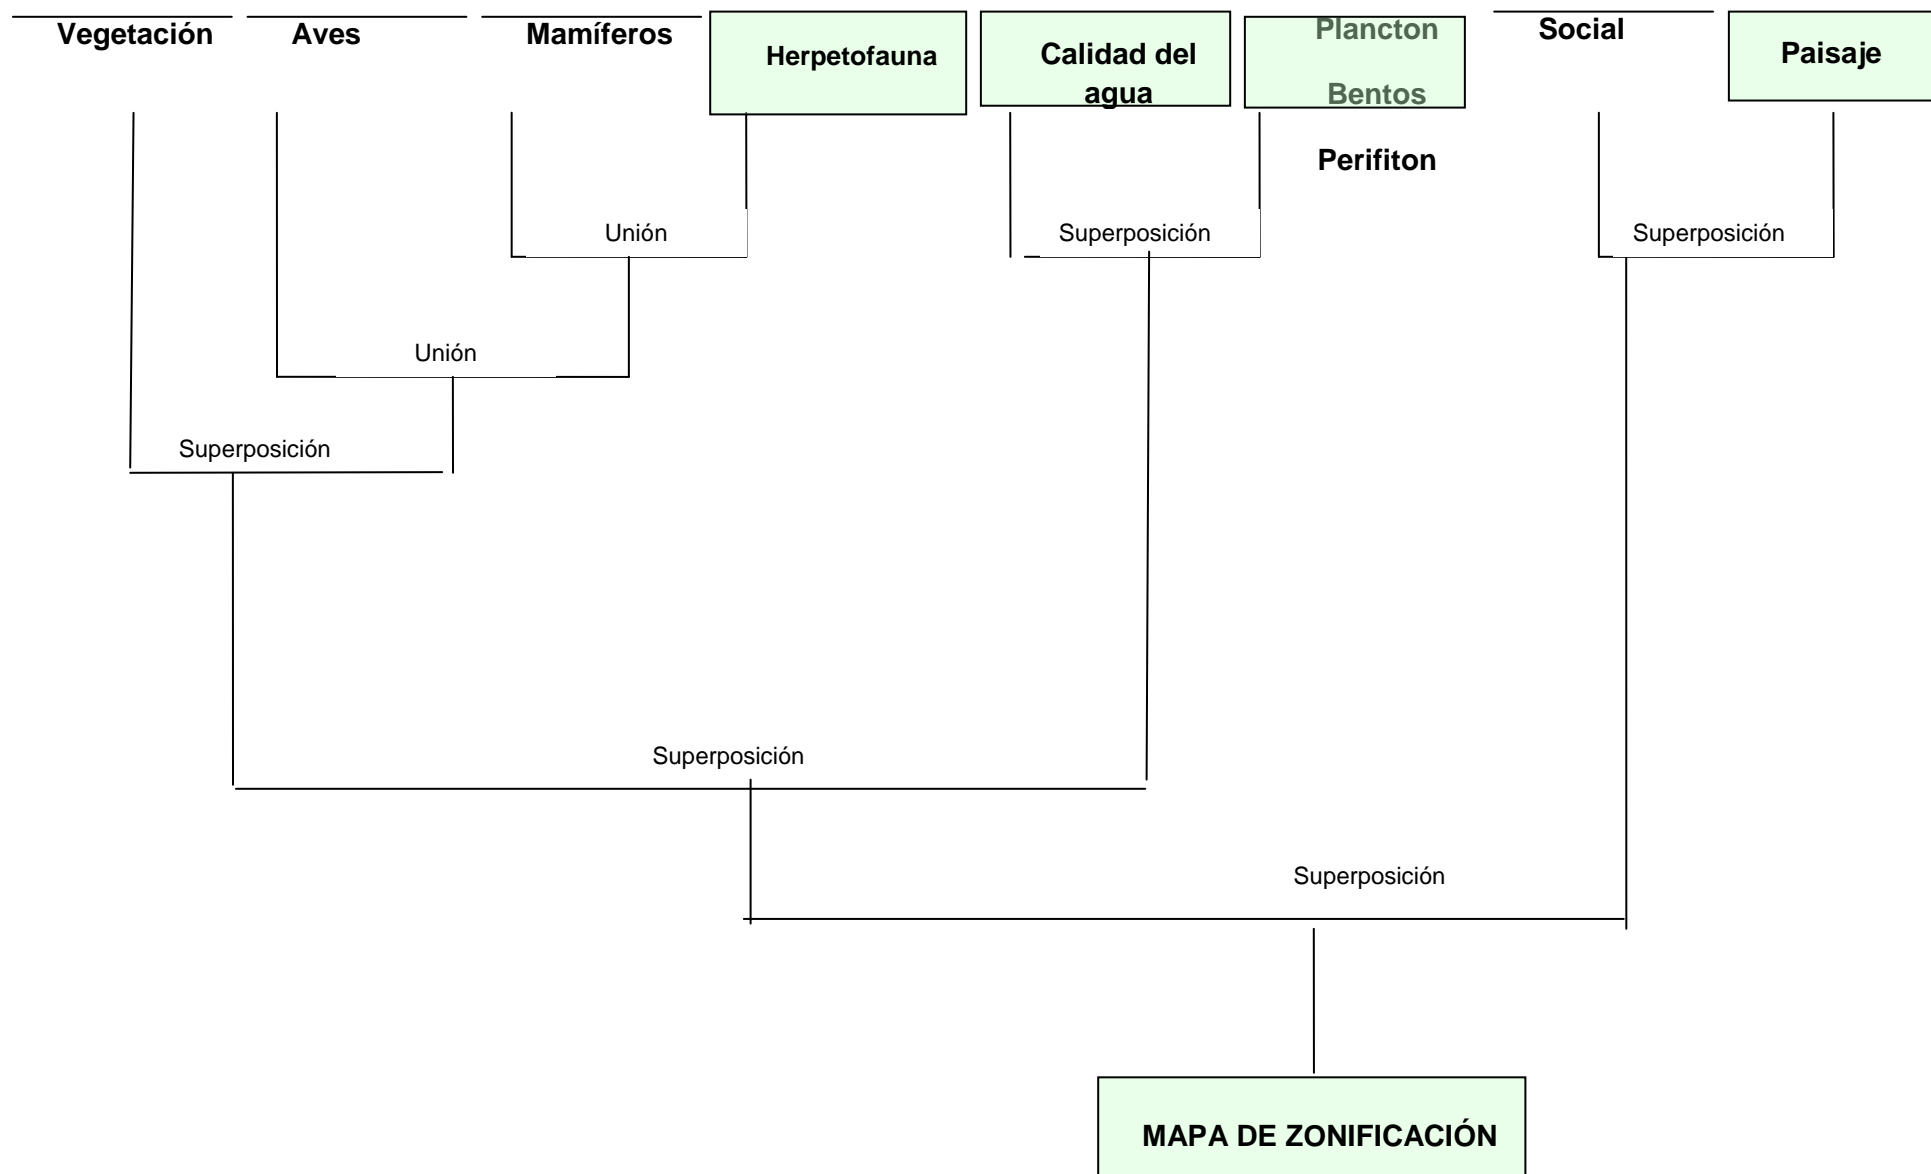 Vegetación
Aves
Mamíferos
Herpetofauna
Calidad del
agua
Plancton
Bentos
Perifiton
Social
Paisaje
Unión
Superposición
Superposición
Unión
Superposición
Superposición
Superposición
MAPA DE ZONIFICACIÓN